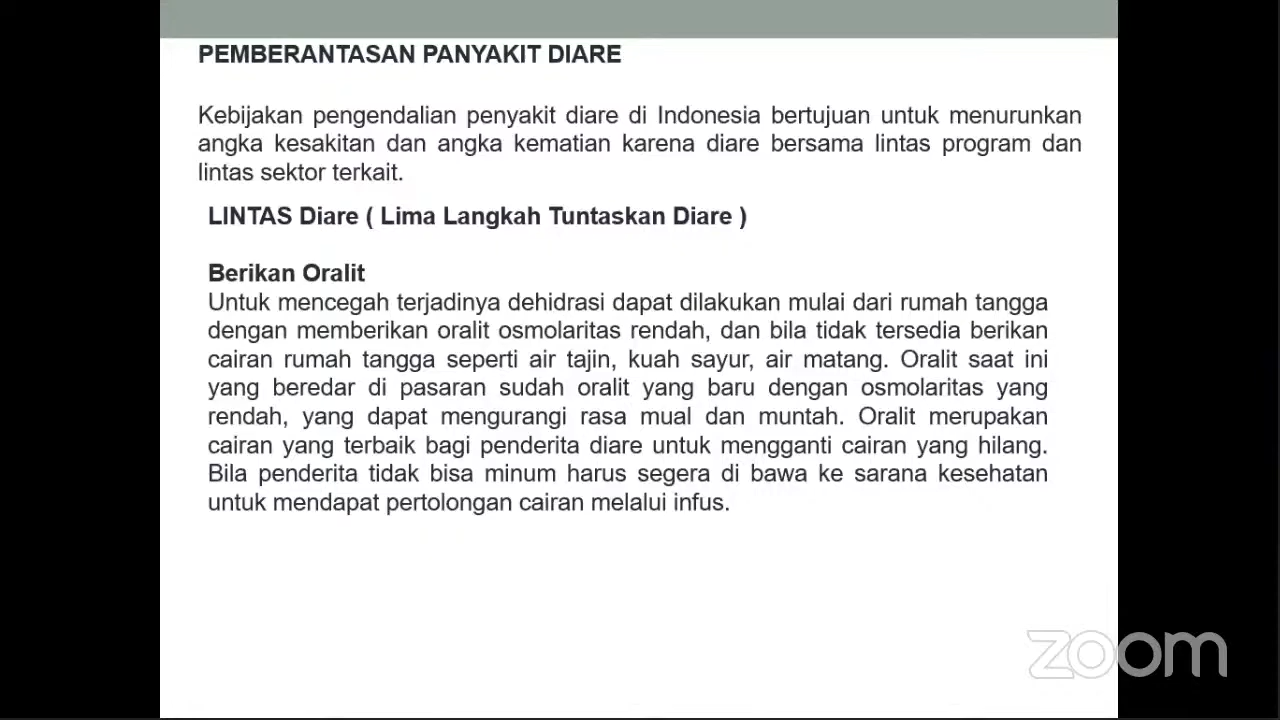 PEMBERANTASAN PANYAKIT DIARE
Kebijakan pengendalian penyakit diare di Indonesia bertujuan untuk menurunkan
angka kesakitan dan angka kematian karena diare bersama lintas program dan
lintas sektor terkait.
LINTAS Diare ( Lima Langkah Tuntaskan Diare )
Berikan Oralit
Untuk mencegah terjadinya dehidrasi dapat dilakukan mulai dari rumah tangga
dengan memberikan oralit osmolaritas rendah, dan bila tidak tersedia berikan
cairan rumah tangga seperti air tajin, kuah sayur, air matang. Oralit saat ini
yang beredar di pasaran sudah oralit yang baru dengan osmolaritas yang
rendah, yang dapat mengurangi rasa mual dan muntah. Oralit merupakan
cairan yang terbaik bagi penderita diare untuk mengganti cairan yang hilang.
Bila penderita tidak bisa minum harus segera di bawa ke sarana kesehatan
untuk mendapat pertolongan cairan melalui infus.
zoom